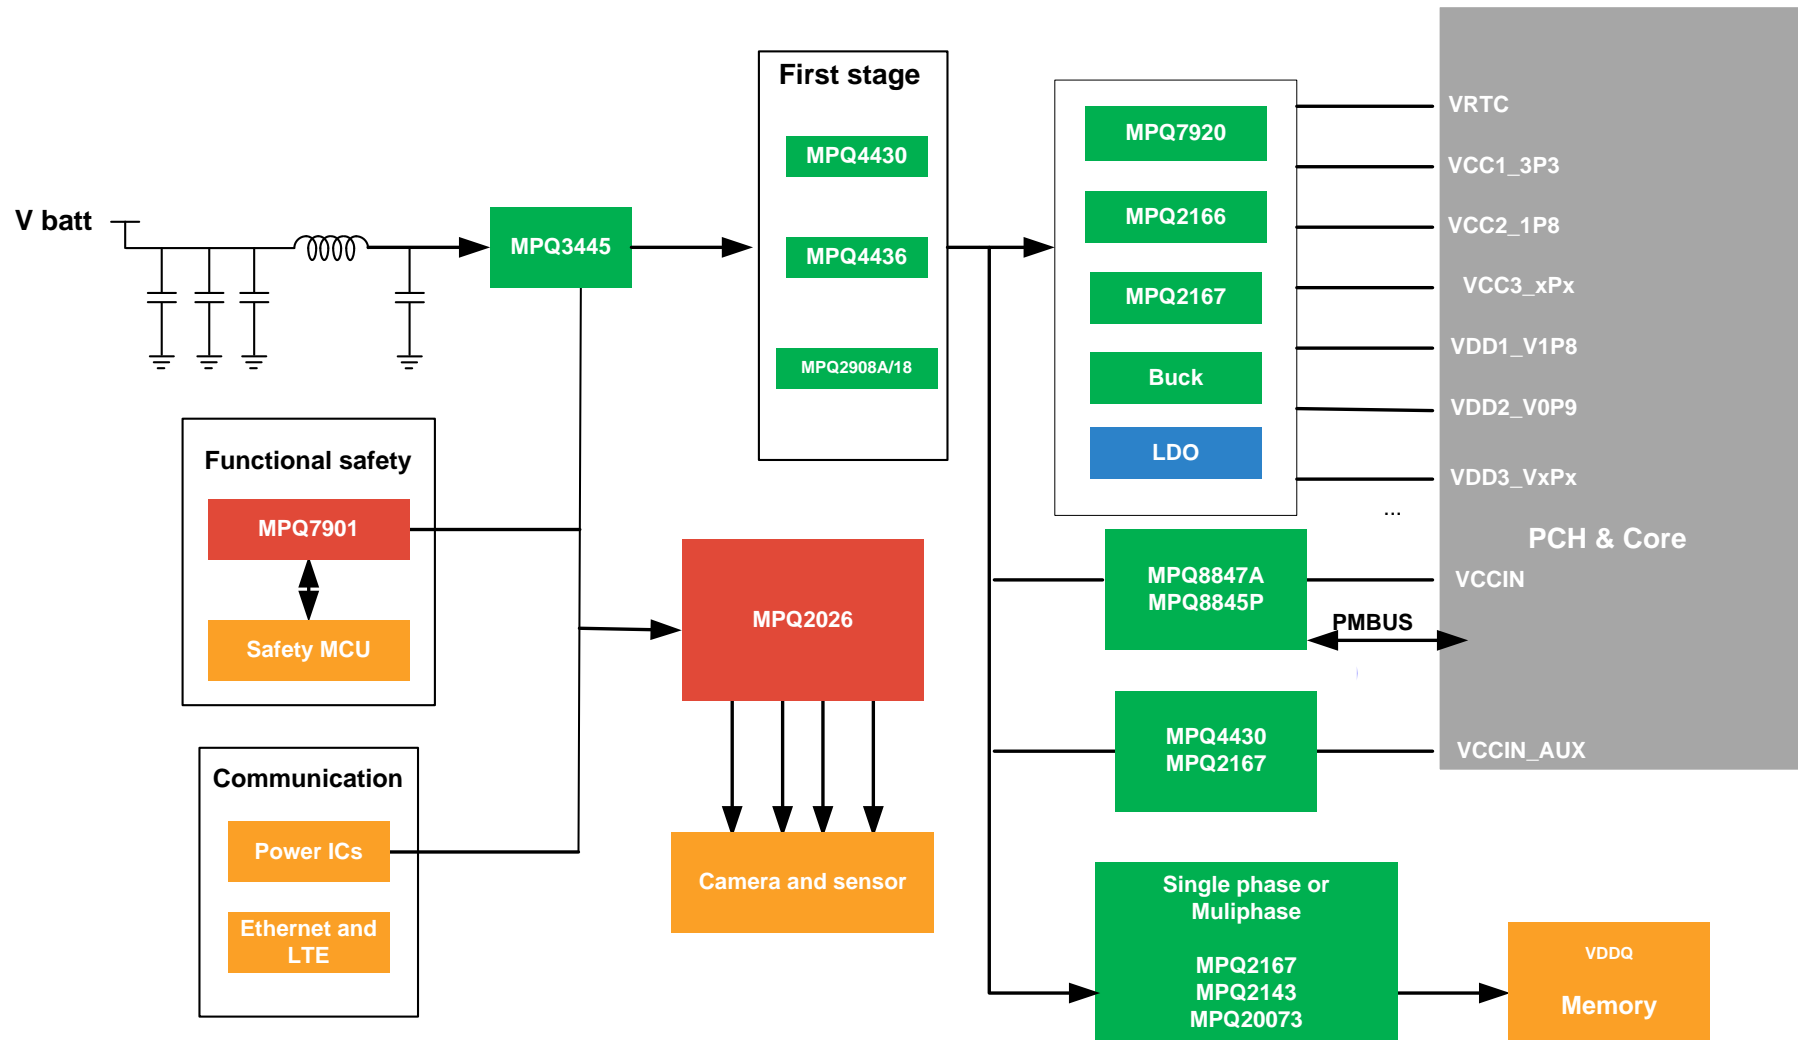 V batt
MPQ3445
First stage
MPQ4430
MPQ4436
MPQ2908A/18
MPQ7920
MPQ2166
MPQ2167
Buck
LDO
VRTC
VCC1_3P3
VCC2_1P8
VCC3_xPx
VDD1_V1P8
VDD2_V0P9
VDD3_VxPx
...
PCH & Core
VCCIN
PMBUS
VCCIN_AUX
MPQ8847A
MPQ8845P
MPQ4430
MPQ2167
Functional safety
MPQ7901
Safety MCU
MPQ2026
Communication
Power ICs
Ethernet and
LTE
Camera and sensor
Single phase or
Muliphase
MPQ2167
MPQ2143
MPQ20073
VDDQ
Memory